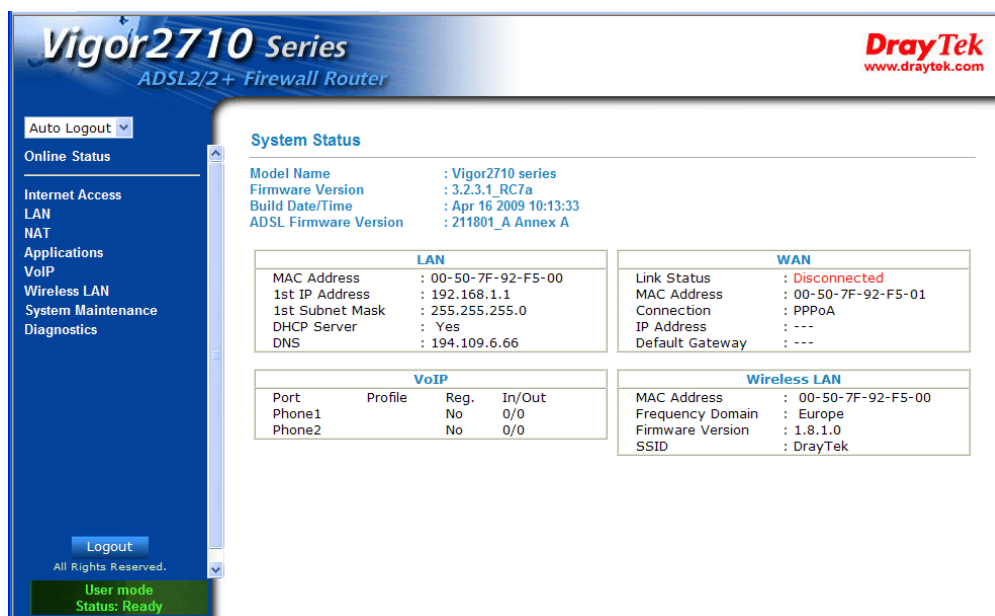 Vigor2710 Series
ADSL2/2+ Firewall Router
DrayTek
www.draytek.com
Auto Logout
Online Status
Internet Access
LAN
NAT
Applications
VoIP
Wireless LAN
System Maintenance
Diagnostics
Logout
All Rights Reserved.
User mode
Status: Ready
System Status
Model Name : Vigor2710 series
Firmware Version : 3.2.3.1_RC7a
Build Date/Time : Apr 16 2009 10:13:33
ADSL Firmware Version : 211801_A Annex A
LAN
MAC Address : 00-50-7F-92-F5-00
1st IP Address : 192.168.1.1
1st Subnet Mask : 255.255.255.0
DHCP Server : Yes
DNS : 194.109.6.66
WAN
Link Status : Disconnected
MAC Address : 00-50-7F-92-F5-01
Connection : PPPoA
IP Address : ---
Default Gateway : ---
VoIP
Port Profile Reg. In/Out
Phone1 No 0/0
Phone2 No 0/0
Wireless LAN
MAC Address : 00-50-7F-92-F5-00
Frequency Domain : Europe
Firmware Version : 1.8.1.0
SSID : DrayTek